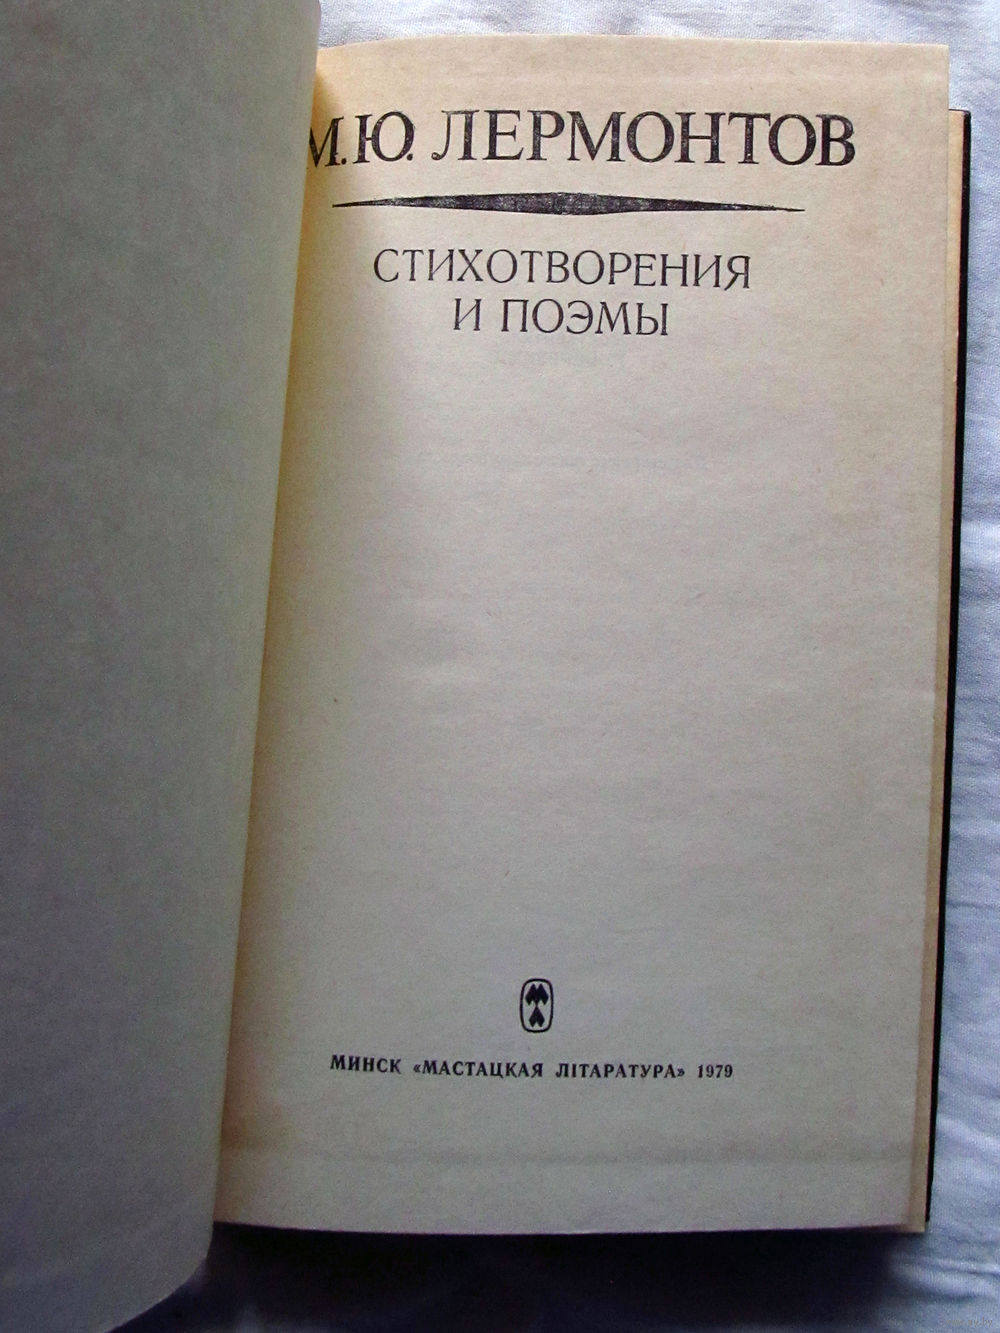 М.Ю. ЛЕРМОНТОВ
СТИХОТВОРЕНИЯ
И ПОЭМЫ
МИНСК «МАСТАЦКАЯ ЛІТАРАТУРА» 1979